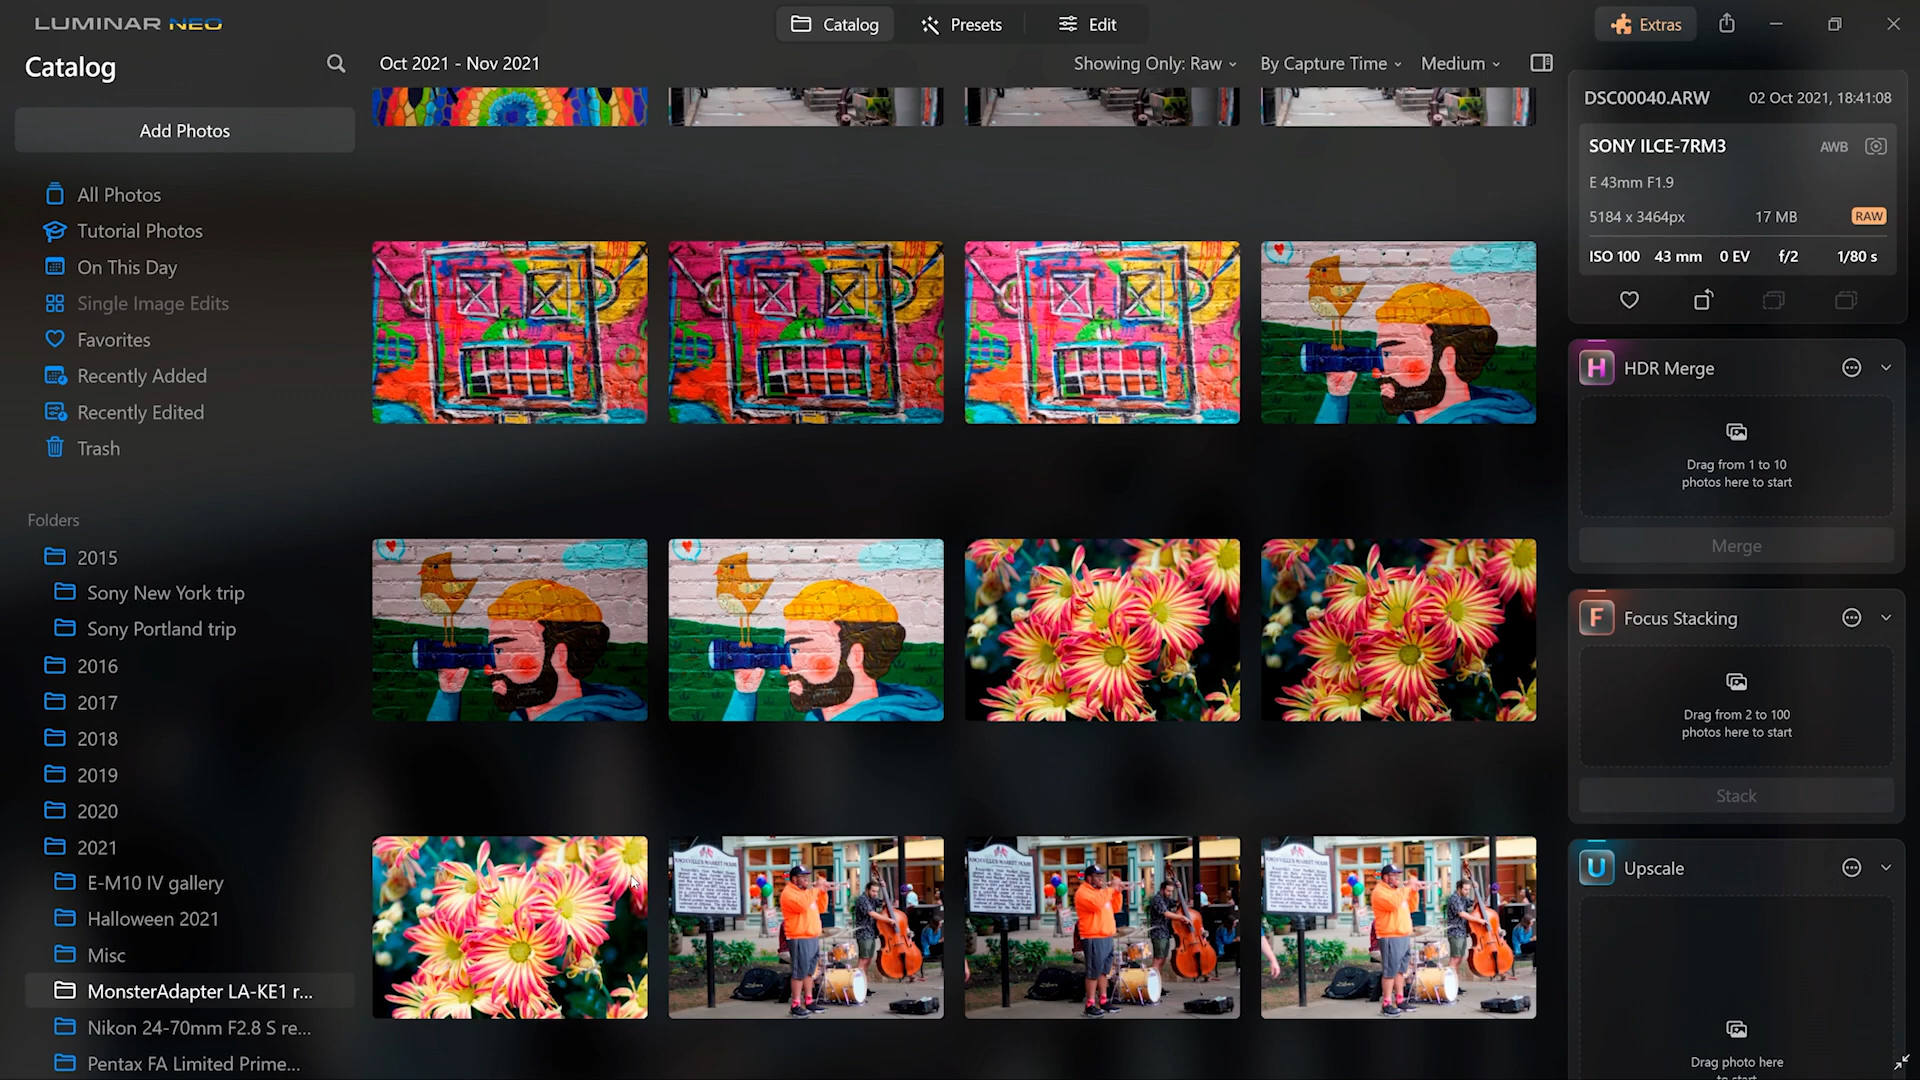 LUMINAR NEO
Catalog
Presets
Edit
Extras
Catalog
Oct 2021 - Nov 2021
Showing Only: Raw
By Capture Time
Medium
Add Photos
All Photos
Tutorial Photos
On This Day
Single Image Edits
Favorites
Recently Added
Recently Edited
Trash
Folders
2015
Sony New York trip
Sony Portland trip
2016
2017
2018
2019
2020
2021
E-M10 IV gallery
Halloween 2021
Misc
MonsterAdapter LA-KE1 r...
Nikon 24-70mm F2.8 S re...
Pentax FA Limited Prime...
DSC00040.ARW
02 Oct 2021, 18:41:08
SONY ILCE-7RM3
AWB
E 43mm F1.9
5184 x 3464px
17 MB
RAW
ISO 100
43 mm
0 EV
f/2
1/80 s
H
HDR Merge
Drag from 1 to 10
photos here to start
Merge
F
Focus Stacking
Drag from 2 to 100
photos here to start
Stack
U
Upscale
Drag photo here
to start